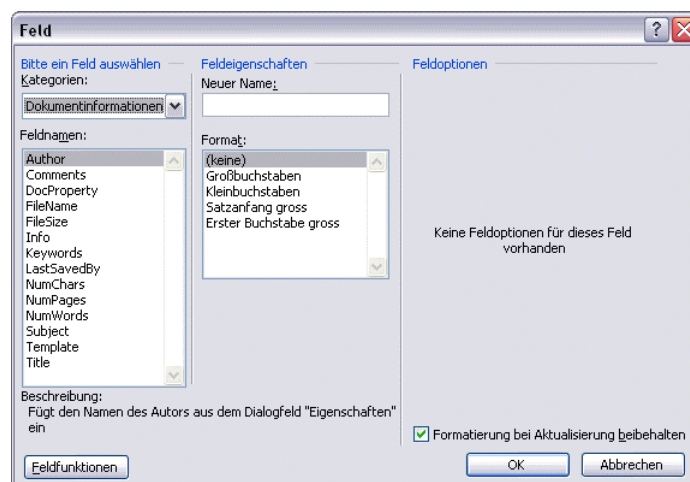 Feld
Bitte ein Feld auswählen
Kategorien:
Dokumentinformationen
Feldnamen:
Author
Comments
DocProperty
FileName
FileSize
Info
Keywords
LastSavedBy
NumChars
NumPages
NumWords
Subject
Template
Title
Feldeigenschaften
Neuer Name:
Format:
(keine)
Großbuchstaben
Kleinbuchstaben
Satzanfang gross
Erster Buchstabe gross
Feldoptionen
Keine Feldoptionen für dieses Feld
vorhanden
Beschreibung:
Fügt den Namen des Autors aus dem Dialogfeld "Eigenschaften"
ein
Formatierung bei Aktualisierung beibehalten
Feldfunktionen
OK
Abbrechen